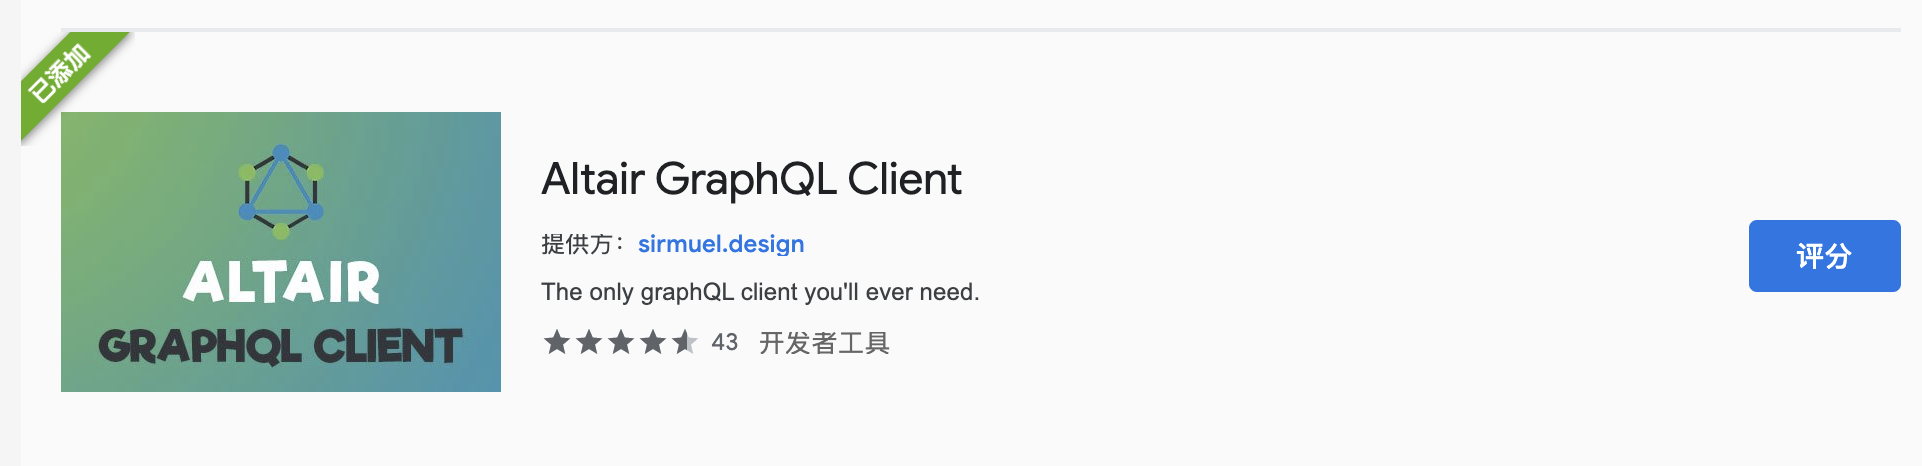 已添加
ALTAIR
GRAPHQL CLIENT
Altair GraphQL Client
提供方： sirmuel.design
The only graphQL client you'll ever need.
43 开发者工具
评分